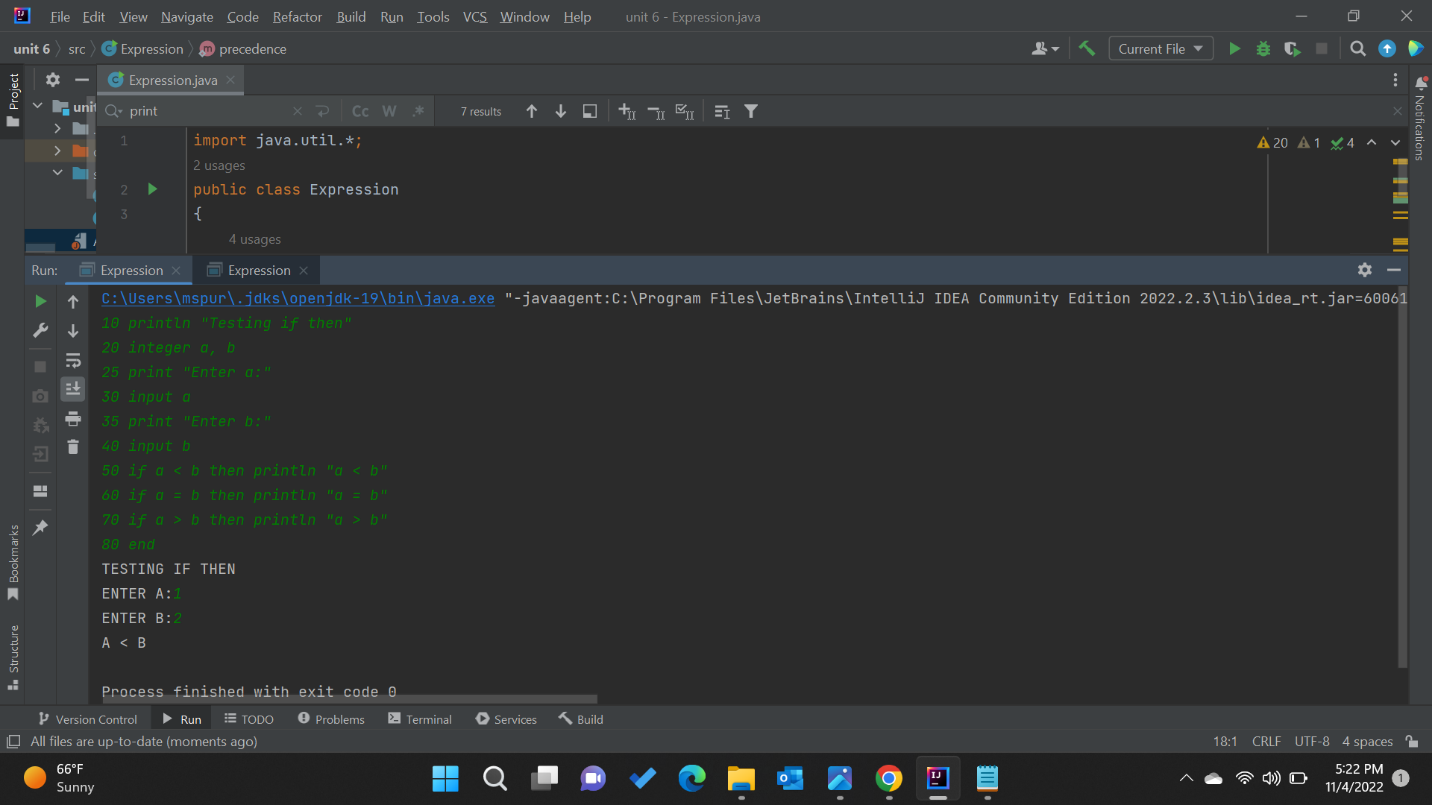 File Edit View Navigate Code Refactor Build Run Tools VCS Window Help unit 6 - Expression.java
unit 6 src Expression precedence Current File
Project
Expression.java
unit
print Cc W .* 7 results
Notifications
1 import java.util.*; 20 1 4
2 usages
2 public class Expression
3 {
4 usages
Run: Expression Expression
C:\Users\mspur\.jdks\openjdk-19\bin\java.exe "-javaagent:C:\Program Files\JetBrains\IntelliJ IDEA Community Edition 2022.2.3\lib\idea_rt.jar=60061
10 println "Testing if then"
20 integer a, b
25 print "Enter a:"
30 input a
35 print "Enter b:"
40 input b
50 if a < b then println "a < b"
60 if a = b then println "a = b"
70 if a > b then println "a > b"
80 end
TESTING IF THEN
ENTER A:1
ENTER B:2
A < B
Process finished with exit code 0
Bookmarks
Structure
Version Control Run TODO Problems Terminal Services Build
All files are up-to-date (moments ago) 18:1 CRLF UTF-8 4 spaces
66°F
Sunny
5:22 PM
11/4/2022 1